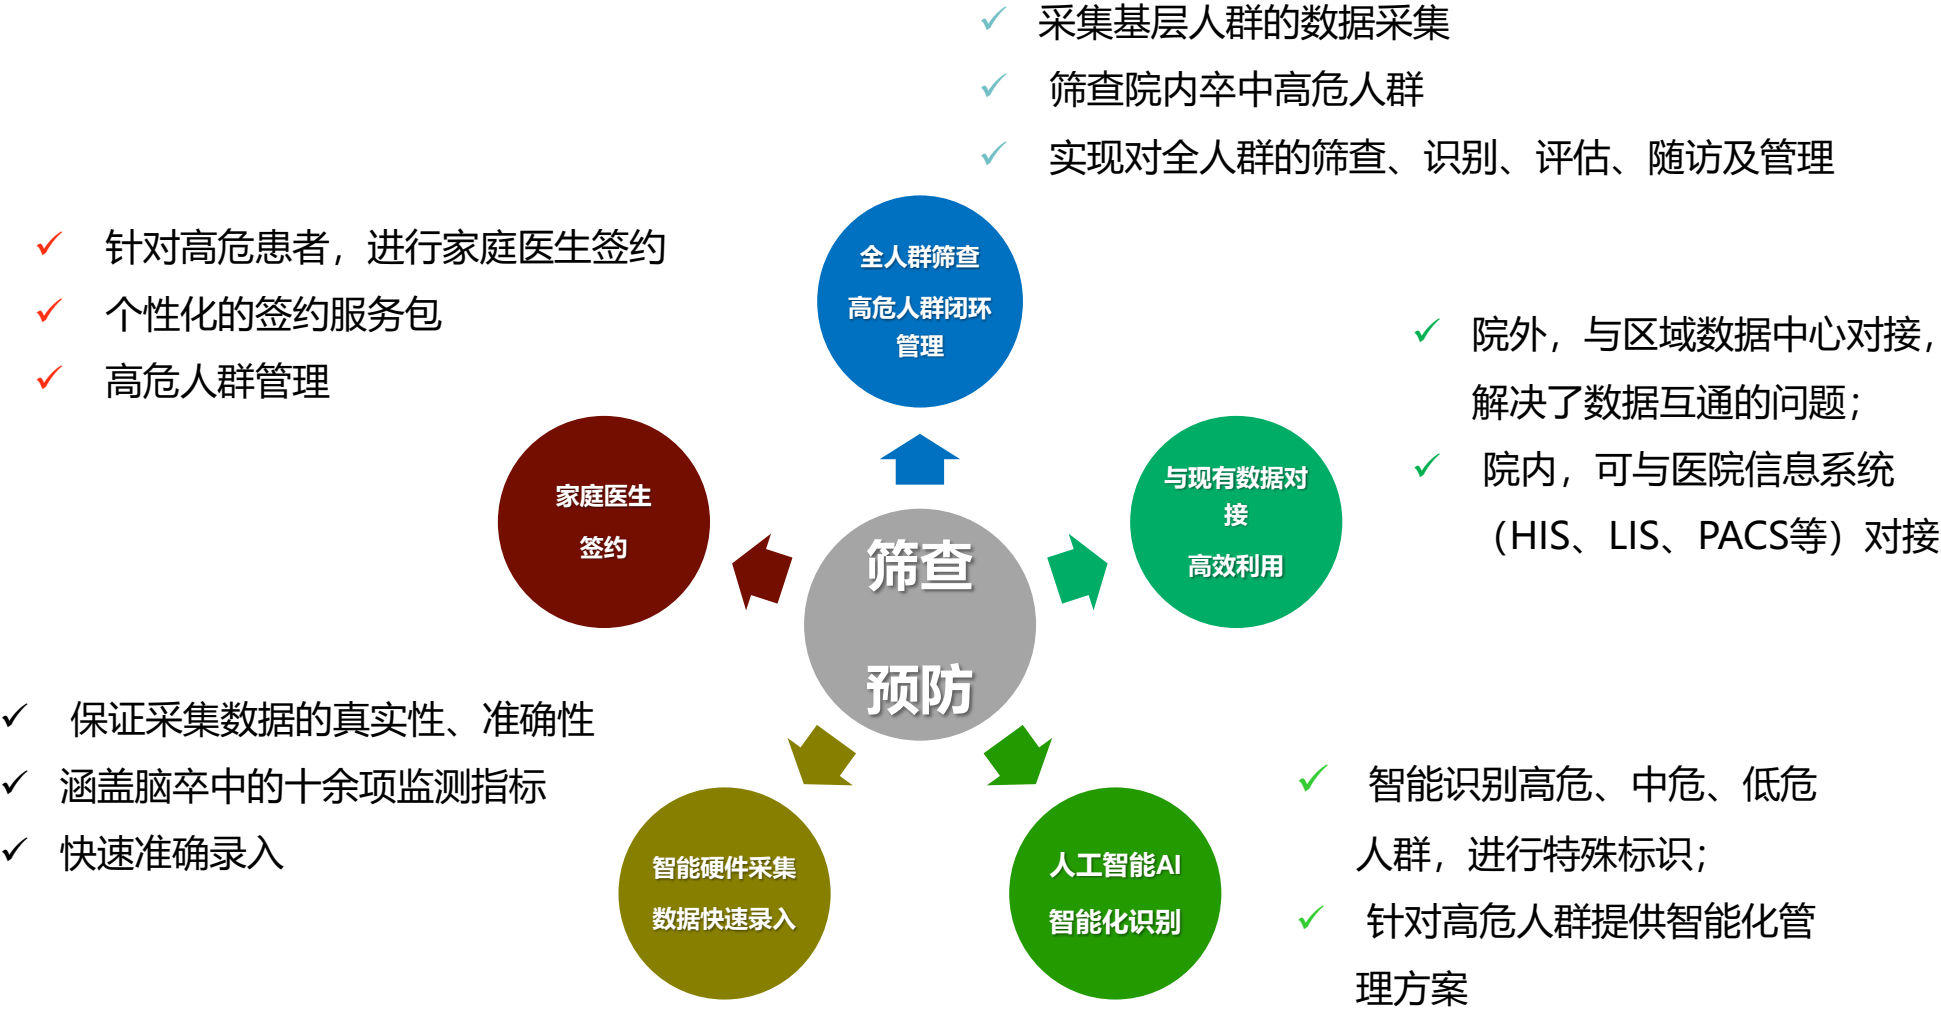 采集基层人群的数据采集
筛查院内卒中高危人群
实现对全人群的筛查、识别、评估、随访及管理
全人群筛查
高危人群闭环
管理
针对高危患者，进行家庭医生签约
个性化的签约服务包
高危人群管理
家庭医生
签约
院外，与区域数据中心对接，
解决了数据互通的问题；
院内，可与医院信息系统
（HIS、LIS、PACS等）对接
与现有数据对
接
高效利用
筛查
预防
保证采集数据的真实性、准确性
涵盖脑卒中的十余项监测指标
快速准确录入
智能硬件采集
数据快速录入
人工智能AI
智能化识别
智能识别高危、中危、低危
人群，进行特殊标识；
针对高危人群提供智能化管
理方案